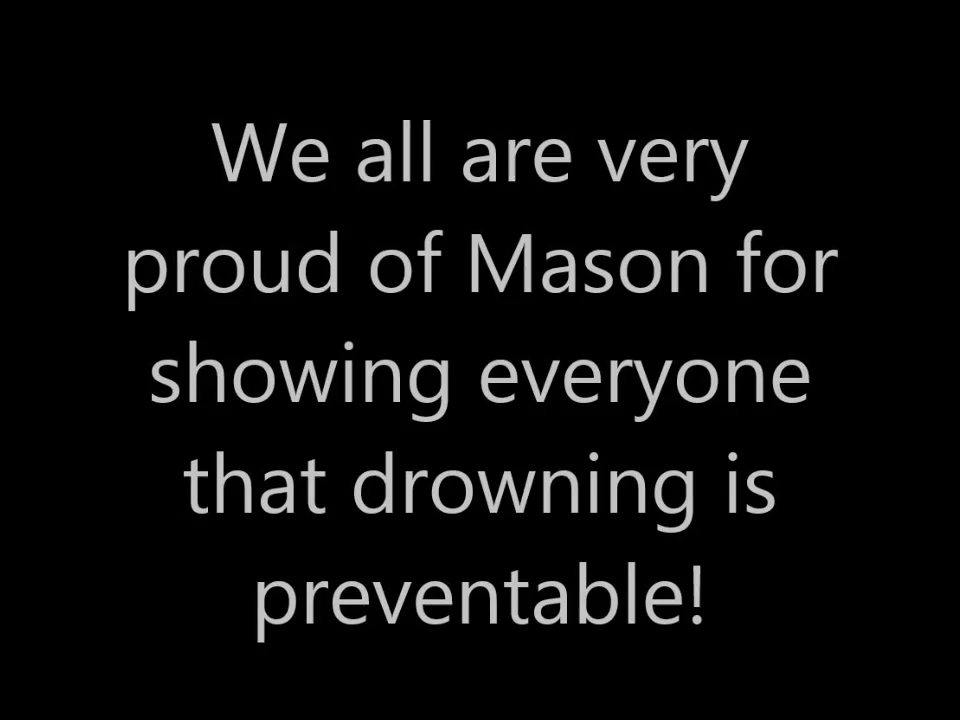 We all are very
proud of Mason for
showing everyone
that drowning is
preventable!